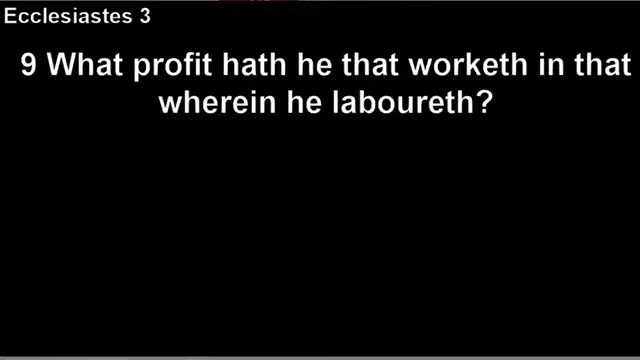 Ecclesiastes 3
9 What profit hath he that worketh in that
wherein he laboureth?